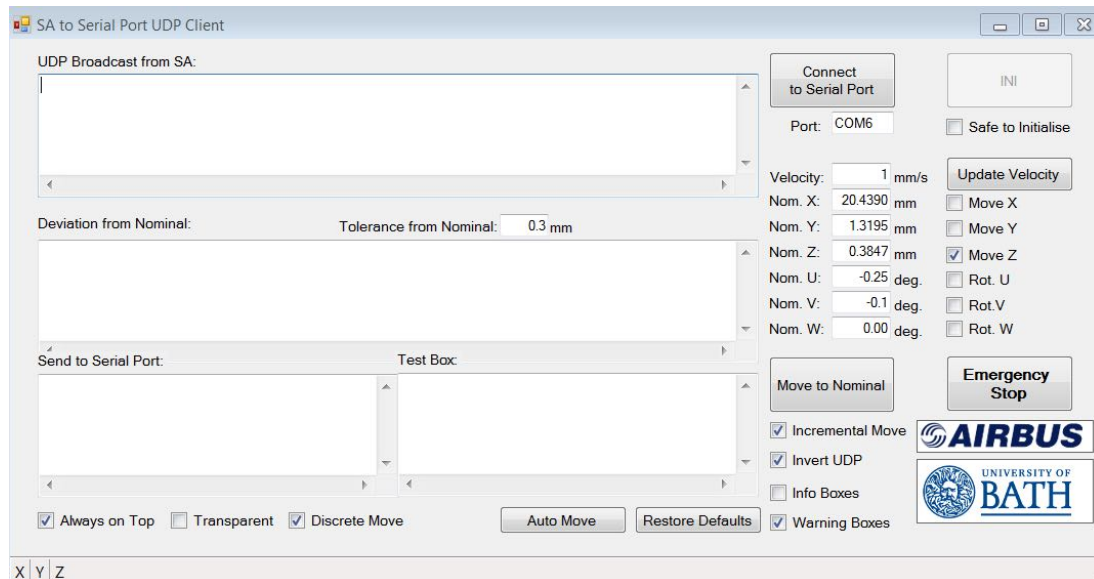 SA to Serial Port UDP Client
UDP Broadcast from SA:
Connect
to Serial Port
INI
Port: COM6
Safe to Initialise
Velocity: 1 mm/s
Update Velocity
Nom. X: 20.4390 mm
Move X
Deviation from Nominal:
Tolerance from Nominal: 0.3 mm
Nom. Y: 1.3195 mm
Move Y
Nom. Z: 0.3847 mm
Move Z
Nom. U: -0.25 deg.
Rot. U
Nom. V: -0.1 deg.
Rot.V
Nom. W: 0.00 deg.
Rot. W
Send to Serial Port:
Test Box:
Move to Nominal
Emergency
Stop
Incremental Move
AIRBUS
Invert UDP
UNIVERSITY OF
BATH
Info Boxes
Always on Top
Transparent
Discrete Move
Auto Move
Restore Defaults
Warning Boxes
X Y Z